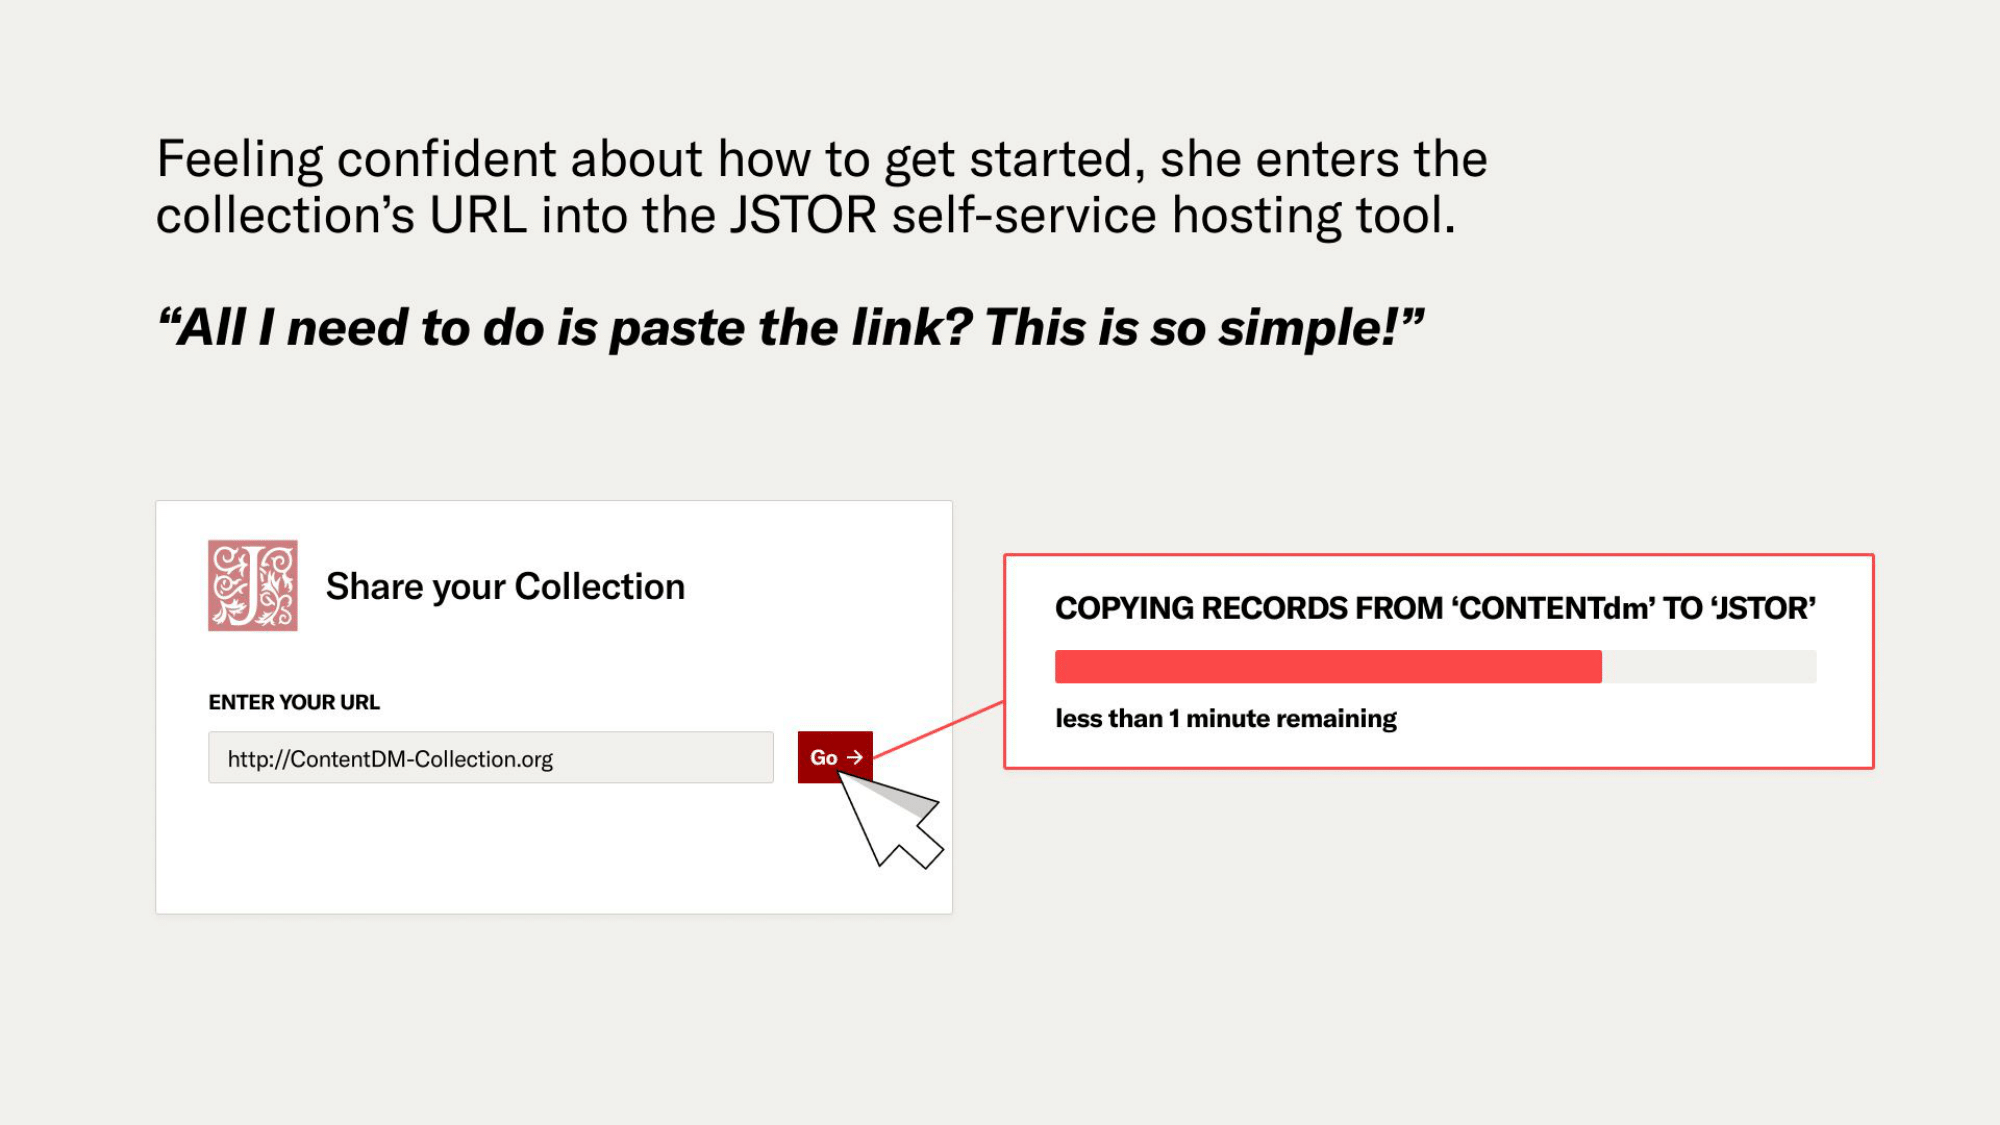 Feeling confident about how to get started, she enters the
collection’s URL into the JSTOR self-service hosting tool.
“All I need to do is paste the link? This is so simple!”
J
Share your Collection
ENTER YOUR URL
http://ContentDM-Collection.org
Go →
COPYING RECORDS FROM ‘CONTENTdm’ TO ‘JSTOR’
less than 1 minute remaining